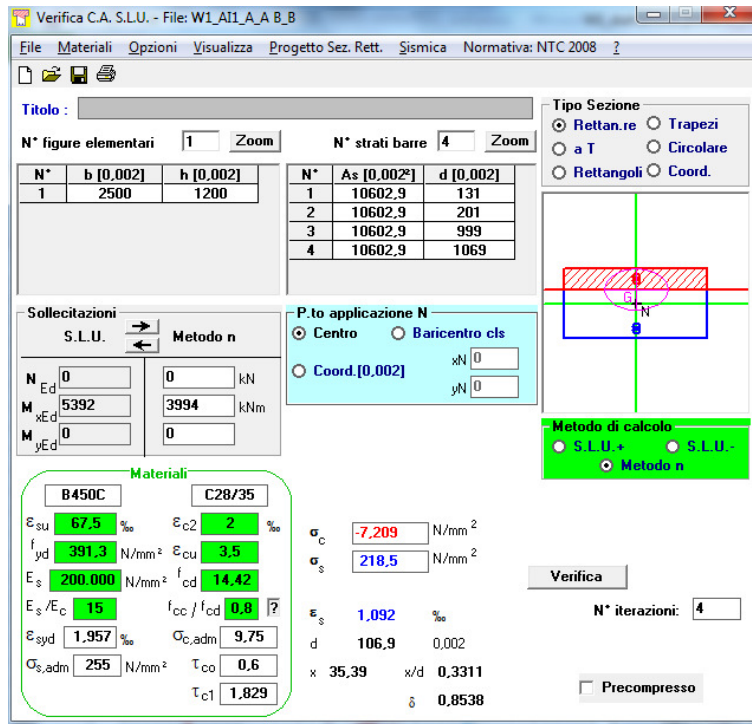 Verifica C.A. S.L.U. - File: W1_AI1_A_A B_B
File Materiali Opzioni Visualizza Progetto Sez. Rett. Sismica Normativa: NTC 2008 ?
Titolo :
N° figure elementari 1 Zoom
N° strati barre 4 Zoom
N° b [0,002] h [0,002]
1 2500 1200
N° As [0,002²] d [0,002]
1 10602,9 131
2 10602,9 201
3 10602,9 999
4 10602,9 1069
Tipo Sezione
Rettan.re Trapezi
a T Circolare
Rettangoli Coord.
G N
Sollecitazioni
S.L.U. Metodo n
N Ed 0 0 kN
M xEd 5392 3994 kNm
M yEd 0 0
P.to applicazione N
Centro Baricentro cls
Coord.[0,002]
xN 0
yN 0
Metodo di calcolo
S.L.U.+ S.L.U.-
Metodo n
Materiali
B450C C28/35
εsu 67,5 ‰ εc2 2 ‰
fyd 391,3 N/mm² εcu 3,5
Es 200.000 N/mm² fcd 14,42
Es/Ec 15 fcc / fcd 0,8 ?
εsyd 1,957 ‰ σc,adm 9,75
σs,adm 255 N/mm² τco 0,6
τc1 1,829
σc -7,209 N/mm²
σs 218,5 N/mm²
εs 1,092 ‰
d 106,9 0,002
x 35,39 x/d 0,3311
δ 0,8538
Verifica
N° iterazioni: 4
Precompresso